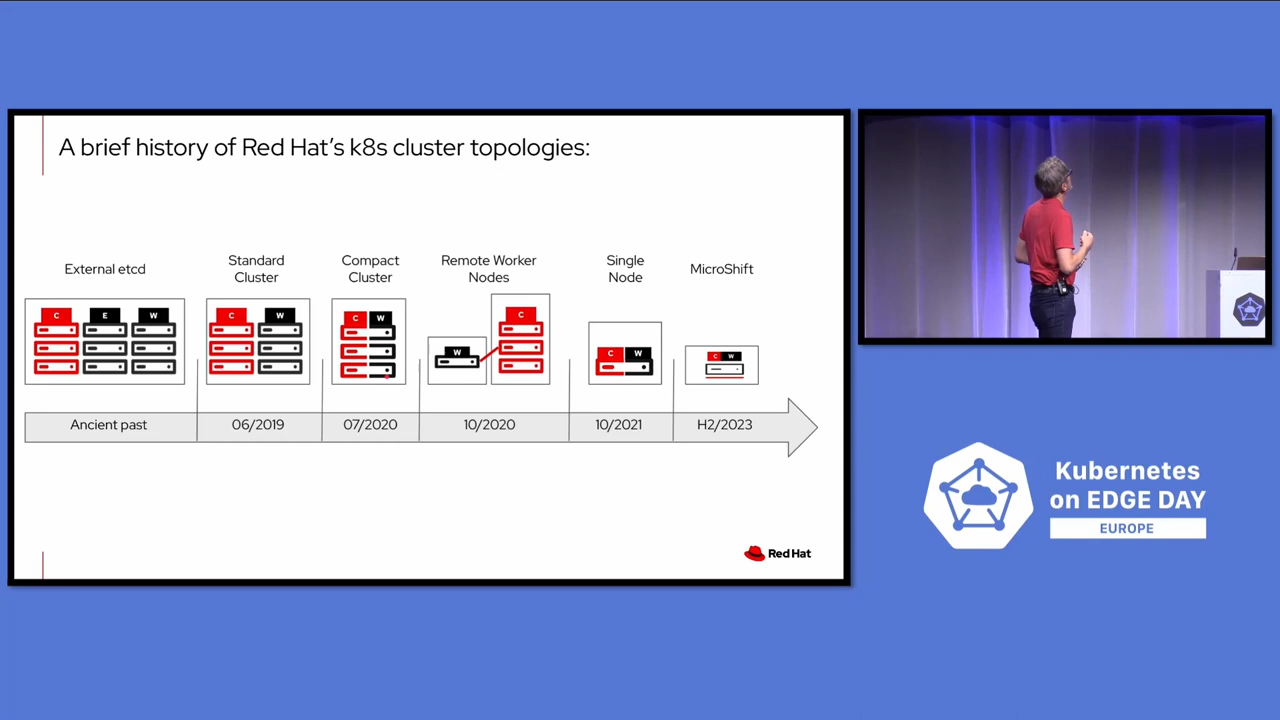 A brief history of Red Hat's k8s cluster topologies:
External etcd
Standard
Cluster
Compact
Cluster
Remote Worker
Nodes
Single
Node
MicroShift
C
E
W
C
W
C
W
W
C
C
W
C
W
Ancient past
06/2019
07/2020
10/2020
10/2021
H2/2023
Red Hat
Kubernetes
on EDGE DAY
EUROPE